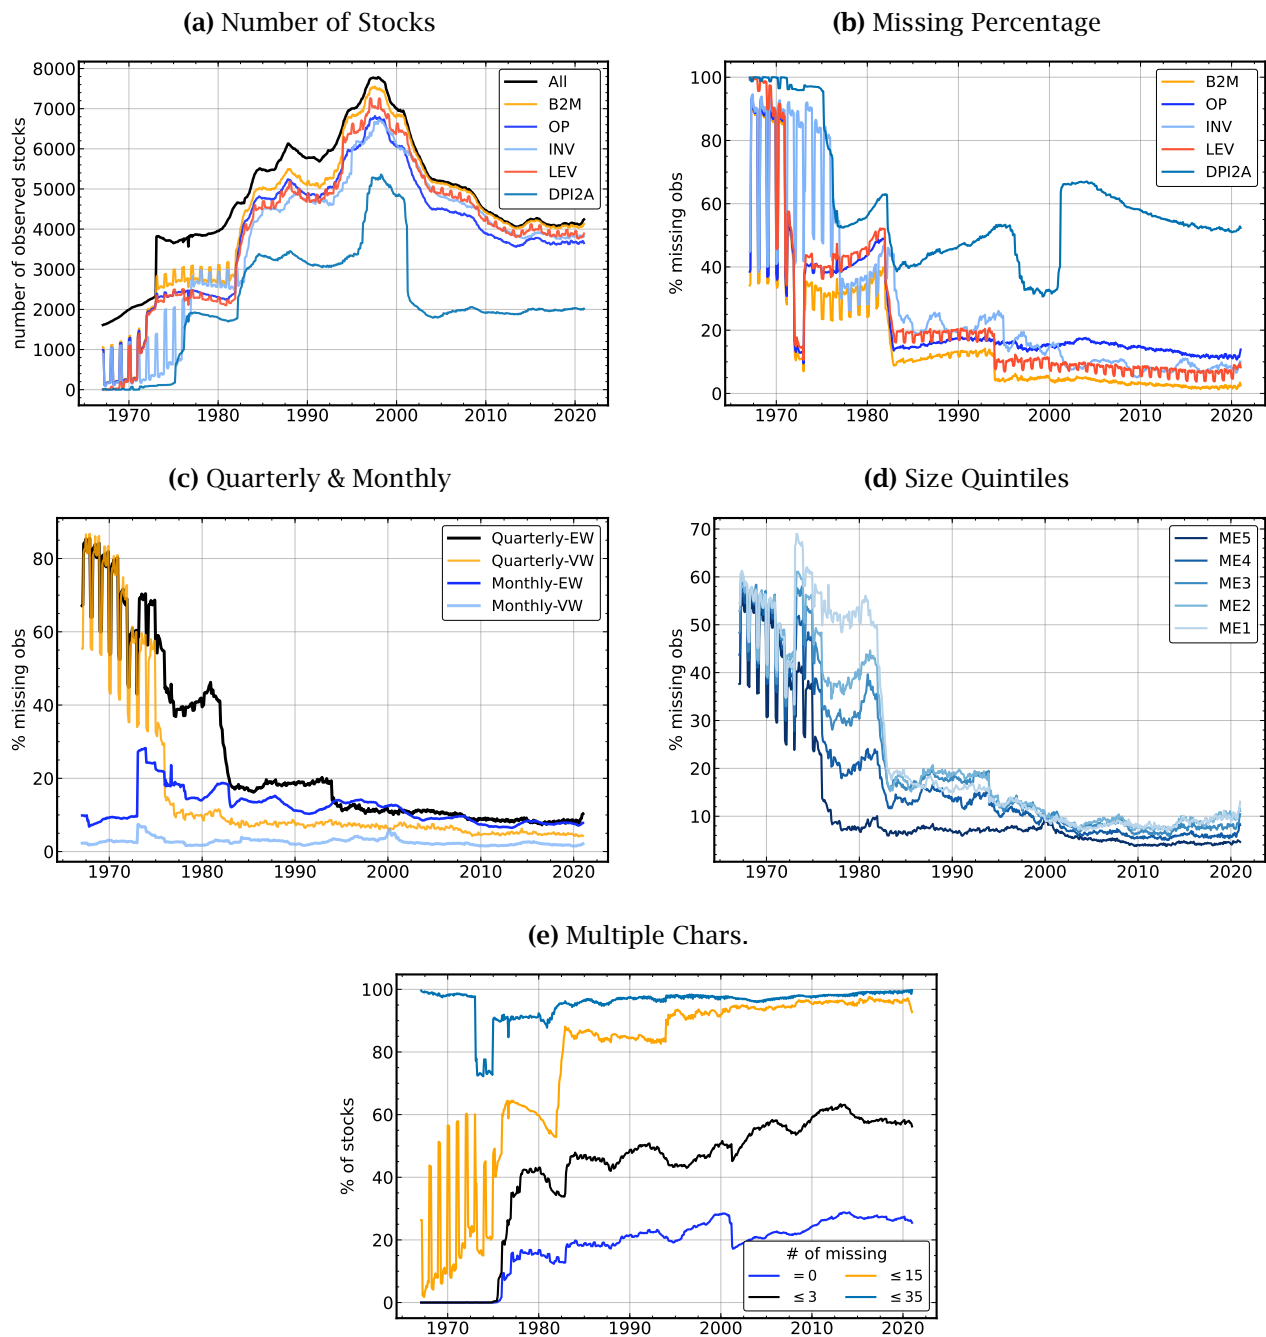 (a) Number of Stocks
number of observed stocks
8000
7000
6000
5000
4000
3000
2000
1000
0
1970 1980 1990 2000 2010 2020
All
B2M
OP
INV
LEV
DPI2A
(b) Missing Percentage
% missing obs
100
80
60
40
20
0
1970 1980 1990 2000 2010 2020
B2M
OP
INV
LEV
DPI2A
(c) Quarterly & Monthly
% missing obs
80
60
40
20
0
1970 1980 1990 2000 2010 2020
Quarterly-EW
Quarterly-VW
Monthly-EW
Monthly-VW
(d) Size Quintiles
% missing obs
70
60
50
40
30
20
10
1970 1980 1990 2000 2010 2020
ME5
ME4
ME3
ME2
ME1
(e) Multiple Chars.
% of stocks
100
80
60
40
20
0
1970 1980 1990 2000 2010 2020
# of missing
= 0 ≤ 15
≤ 3 ≤ 35